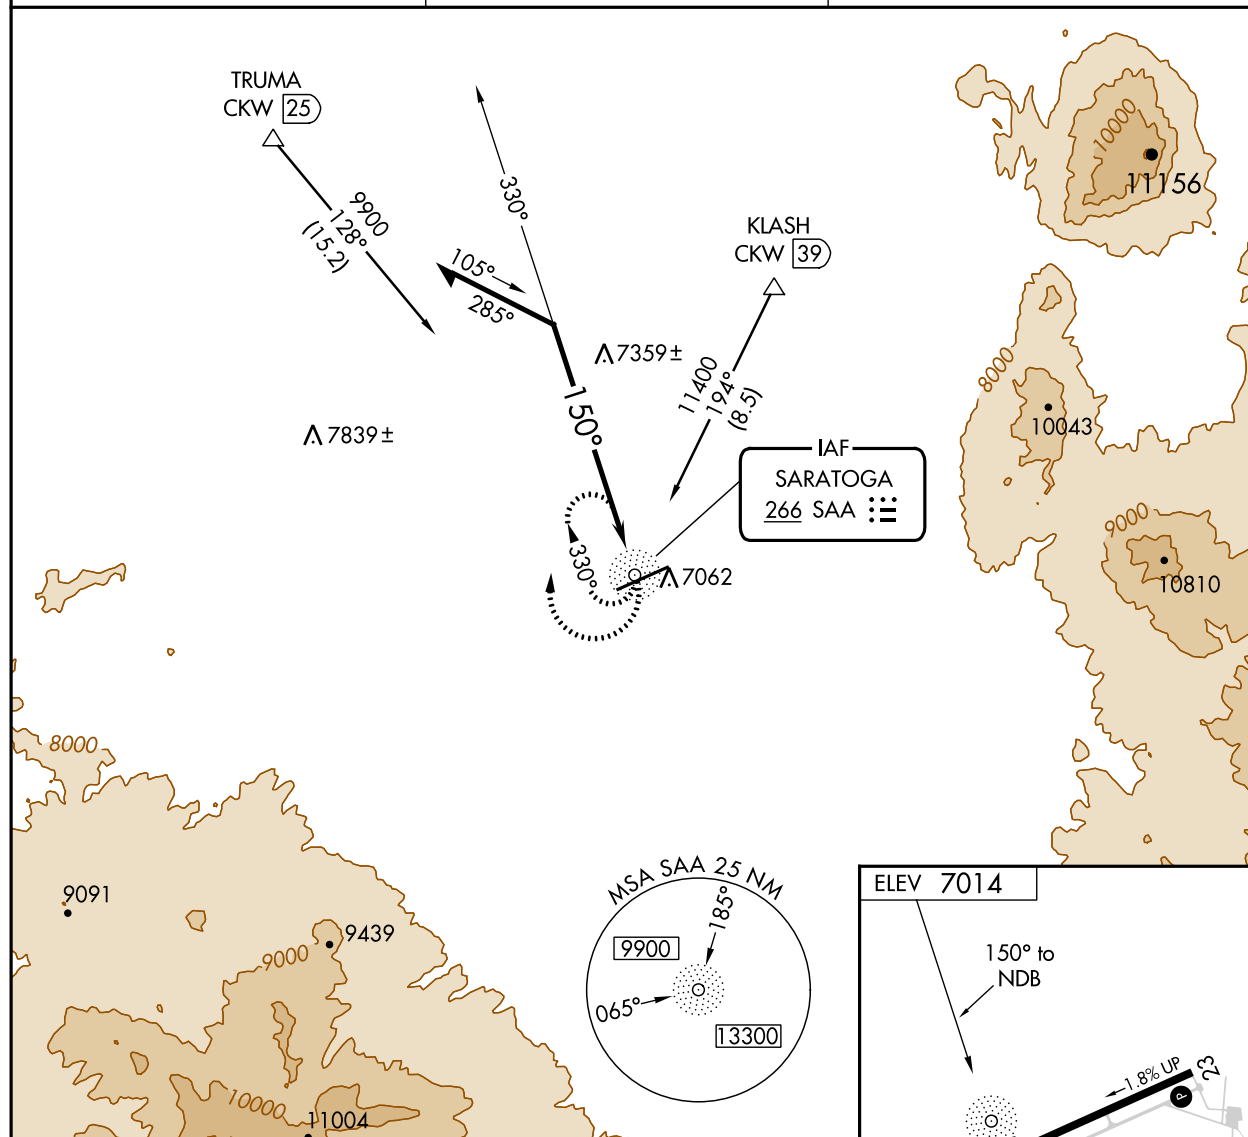 TRUMA
CKW 25
9900
128°
(15.2)
330°
105°
285°
KLASH
CKW 39
11400
194°
(8.5)
10000
11156
7359±
7839±
150°
8000
10043
IAF
SARATOGA
266 SAA
9000
10810
330°
7062
8000
9091
9439
9000
10000
11004
MSA SAA 25 NM
185°
9900
065°
13300
ELEV 7014
150° to
NDB
1.8% UP
23
P